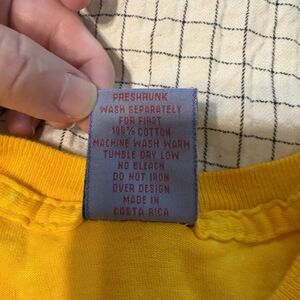 PRESHRUNK
WASH SEPARATELY
FOR FIRST
100% COTTON
MACHINE WASH WARM
TUMBLE DRY LOW
NO BLEACH
DO NOT IRON
OVER DESIGN
MADE IN
COSTA RICA